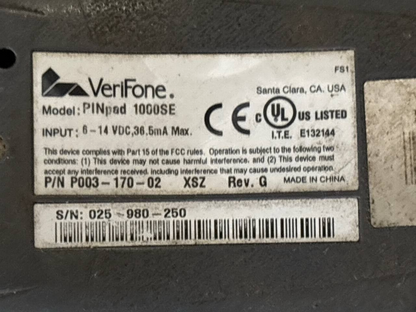 FS1
VeriFone.
Santa Clara, CA. USA
Model: PINpad 1000SE
CE c UL US LISTED
INPUT: 8-14 VDC, 36.5mA Max.
I.T.E. E132144
This device complies with Part 15 of the FCC Rules. Operation is subject to the following two
conditions: (1) This device may not cause harmful interference. and (2) This device must
accept any interference received, including interference that may cause undesired operation.
P/N P003-170-02 XSZ Rev. G MADE IN CHINA
S/N: 025-980-250